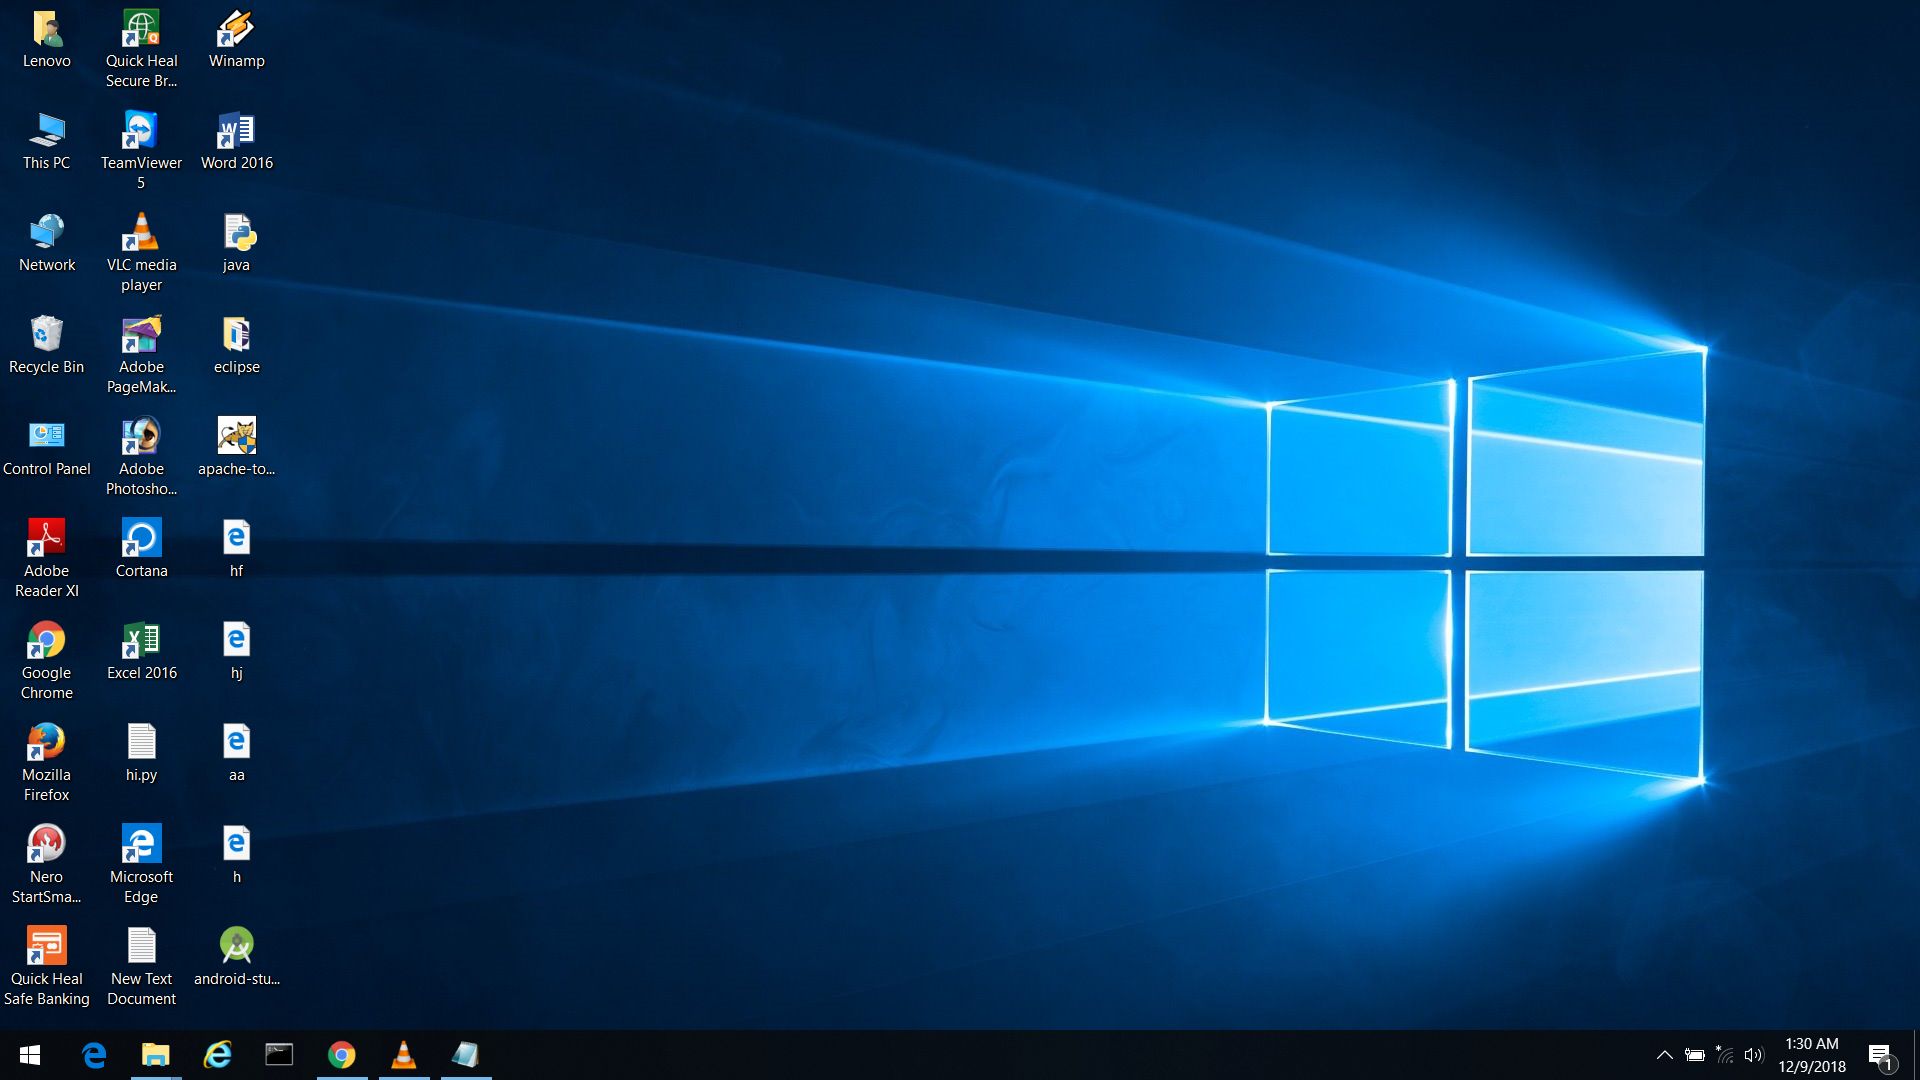 Lenovo
Quick Heal
Secure Br...
Winamp
This PC
TeamViewer
5
Word 2016
Network
VLC media
player
java
Recycle Bin
Adobe
PageMak...
eclipse
Control Panel
Adobe
Photosho...
apache-to...
Adobe
Reader XI
Cortana
hf
Google
Chrome
Excel 2016
hj
Mozilla
Firefox
hi.py
aa
Nero
StartSma...
Microsoft
Edge
h
Quick Heal
Safe Banking
New Text
Document
android-stu...
1:30 AM
12/9/2018
1